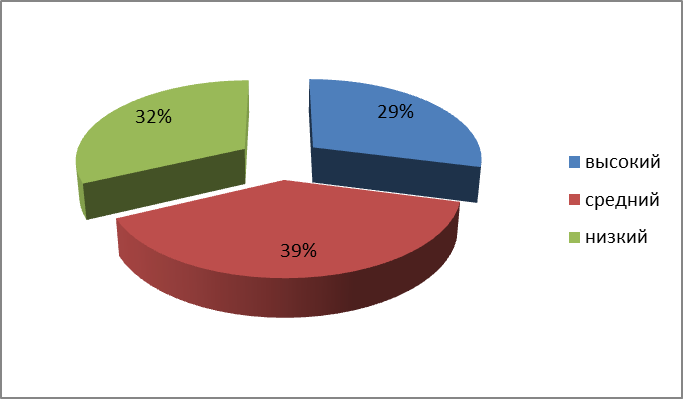 32%
29%
39%
высокий
средний
низкий